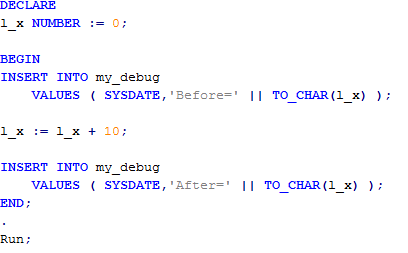 DECLARE
l_x NUMBER := 0;
BEGIN
INSERT INTO my_debug
VALUES ( SYSDATE,'Before=' || TO_CHAR(l_x) );
l_x := l_x + 10;
INSERT INTO my_debug
VALUES ( SYSDATE,'After=' || TO_CHAR(l_x) );
END;
.
Run;